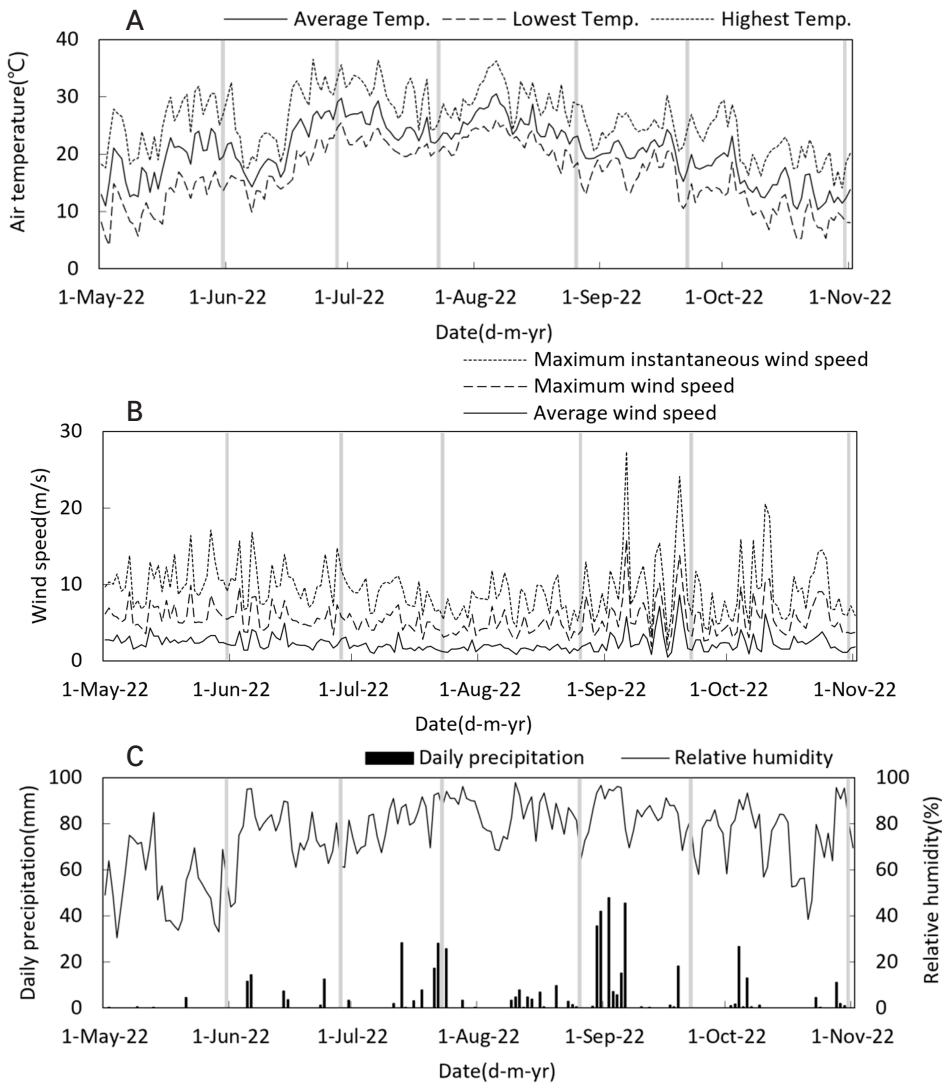 A
Average Temp. Lowest Temp. Highest Temp.
Air temperature(℃)
40
30
20
10
0
1-May-22 1-Jun-22 1-Jul-22 1-Aug-22 1-Sep-22 1-Oct-22 1-Nov-22
Date(d-m-yr)
Maximum instantaneous wind speed
Maximum wind speed
Average wind speed
B
Wind speed(m/s)
30
20
10
0
1-May-22 1-Jun-22 1-Jul-22 1-Aug-22 1-Sep-22 1-Oct-22 1-Nov-22
Date(d-m-yr)
C
Daily precipitation Relative humidity
Daily precipitation(mm)
100 100
80 80
60 60
40 40
20 20
0 0
Relative humidity(%)
1-May-22 1-Jun-22 1-Jul-22 1-Aug-22 1-Sep-22 1-Oct-22 1-Nov-22
Date(d-m-yr)